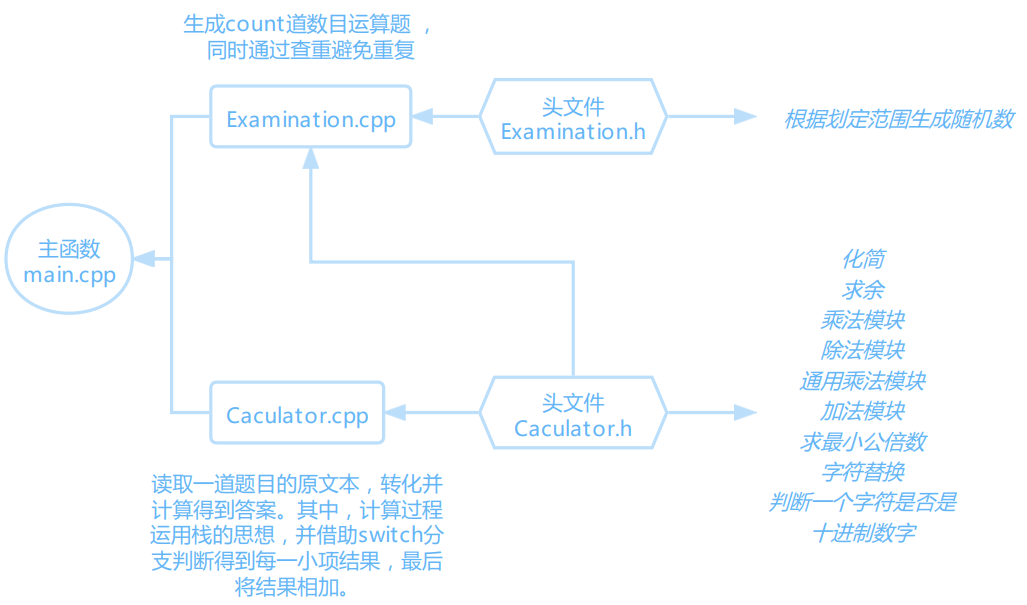 生成count道数目运算题 ，
同时通过查重避免重复
Examination.cpp
头文件
Examination.h
根据划定范围生成随机数
主函数
main.cpp
化简
求余
乘法模块
除法模块
通用乘法模块
加法模块
求最小公倍数
字符替换
判断一个字符是否是
十进制数字
Caculator.cpp
头文件
Caculator.h
读取一道题目的原文本，转化并
计算得到答案。其中，计算过程
运用栈的思想，并借助switch分
支判断得到每一小项结果，最后
将结果相加。